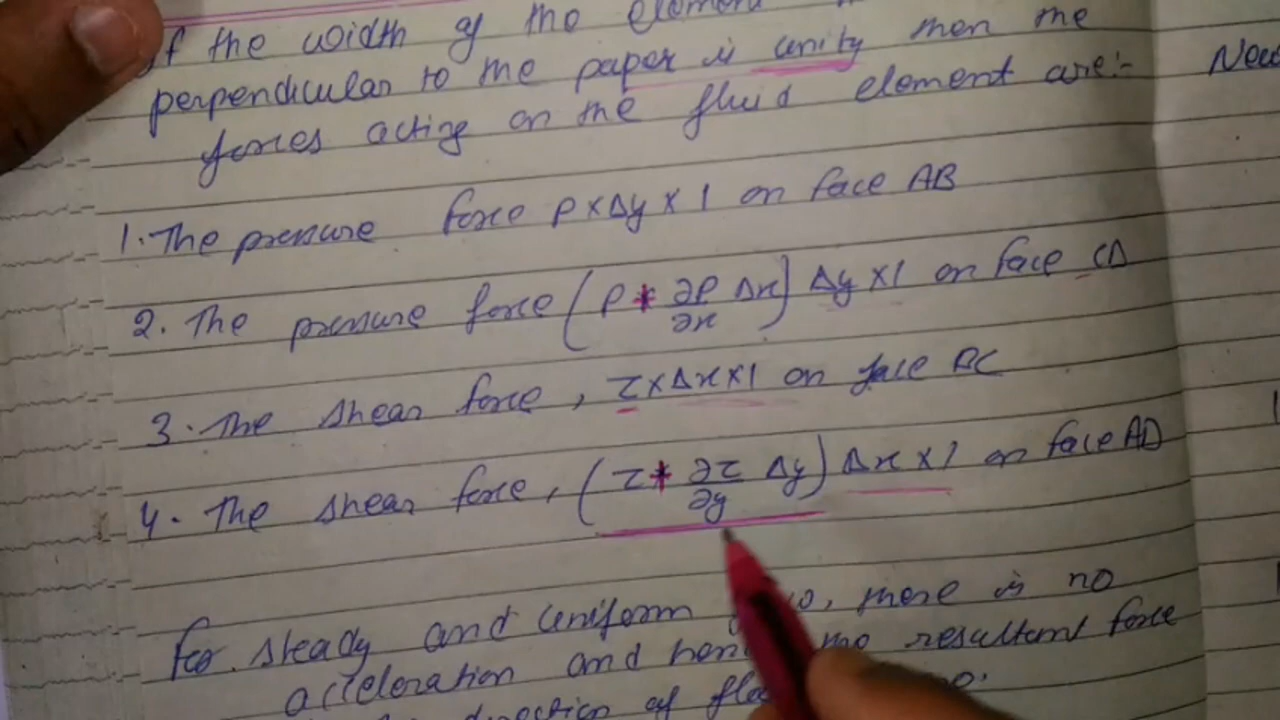 If the width of the element
perpendicular to the paper is unity then the
forces acting on the fluid element are:-
1. The pressure force P×Δy×1 on face AB
2. The pressure force (P+ ∂P/∂x Δx) Δy×1 on face CD
3. The shear force, τ×Δx×1 on face BC
4. The shear force, (τ+ ∂τ/∂y Δy) Δx×1 on face AD
for steady and uniform, there is no
acceleration and the resultant force
direction of